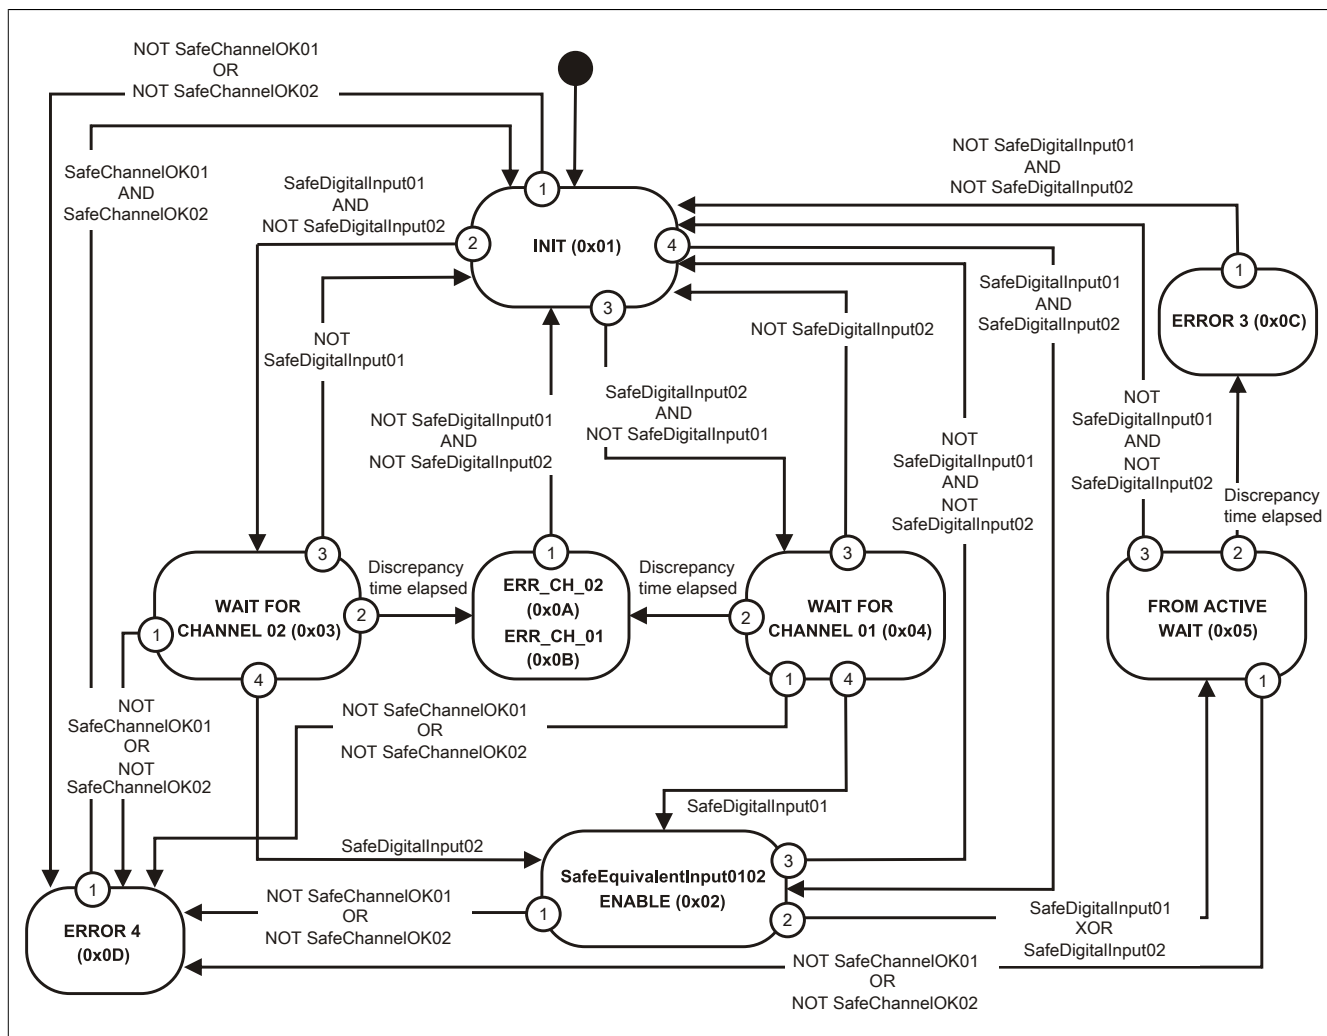 NOT SafeChannelOK01
OR
NOT SafeChannelOK02
SafeChannelOK01
AND
SafeChannelOK02
SafeDigitalInput01
AND
NOT SafeDigitalInput02
1
2
INIT (0x01)
4
3
NOT SafeDigitalInput01
AND
NOT SafeDigitalInput02
1
ERROR 3 (0x0C)
SafeDigitalInput01
AND
SafeDigitalInput02
NOT
SafeDigitalInput01
NOT SafeDigitalInput02
SafeDigitalInput02
AND
NOT SafeDigitalInput01
NOT SafeDigitalInput01
AND
NOT SafeDigitalInput02
NOT
SafeDigitalInput01
AND
NOT
SafeDigitalInput02
NOT
SafeDigitalInput01
AND
NOT
SafeDigitalInput02
Discrepancy
time elapsed
3
WAIT FOR
CHANNEL 02 (0x03)
1
2
4
Discrepancy
time elapsed
1
ERR_CH_02
(0x0A)
ERR_CH_01
(0x0B)
Discrepancy
time elapsed
3
WAIT FOR
CHANNEL 01 (0x04)
2
1
4
3
2
FROM ACTIVE
WAIT (0x05)
1
NOT
SafeChannelOK01
OR
NOT
SafeChannelOK02
NOT SafeChannelOK01
OR
NOT SafeChannelOK02
SafeDigitalInput01
SafeDigitalInput02
SafeEquivalentInput0102
ENABLE (0x02)
3
1
2
1
ERROR 4
(0x0D)
NOT SafeChannelOK01
OR
NOT SafeChannelOK02
SafeDigitalInput01
XOR
SafeDigitalInput02
NOT SafeChannelOK01
OR
NOT SafeChannelOK02